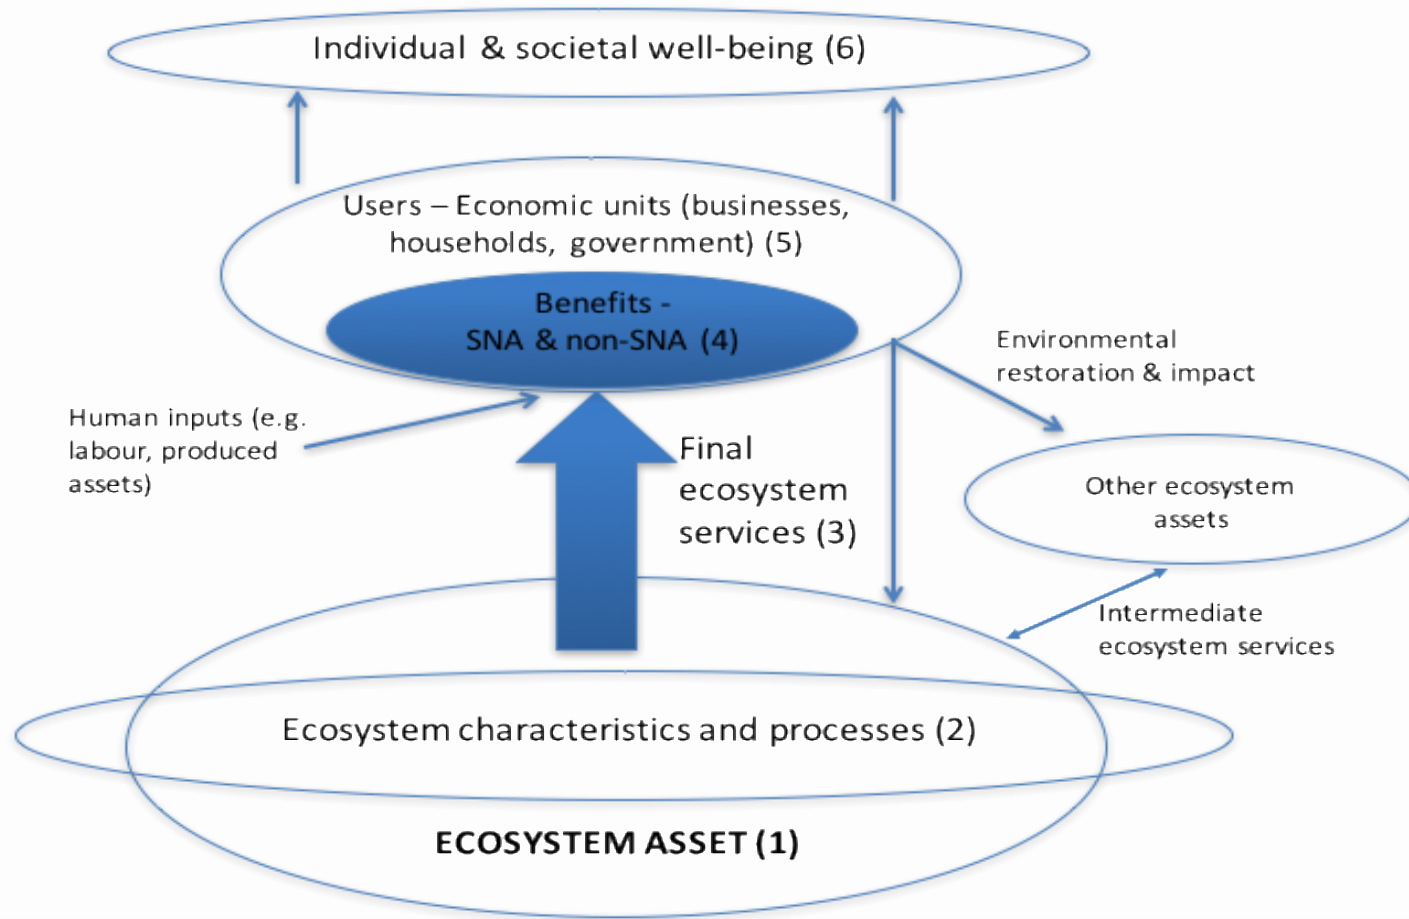 Individual & societal well-being (6)
Users – Economic units (businesses,
households, government) (5)
Benefits -
SNA & non-SNA (4)
Environmental
restoration & impact
Human inputs (e.g.
labour, produced
assets)
Final
ecosystem
services (3)
Other ecosystem
assets
Intermediate
ecosystem services
Ecosystem characteristics and processes (2)
ECOSYSTEM ASSET (1)